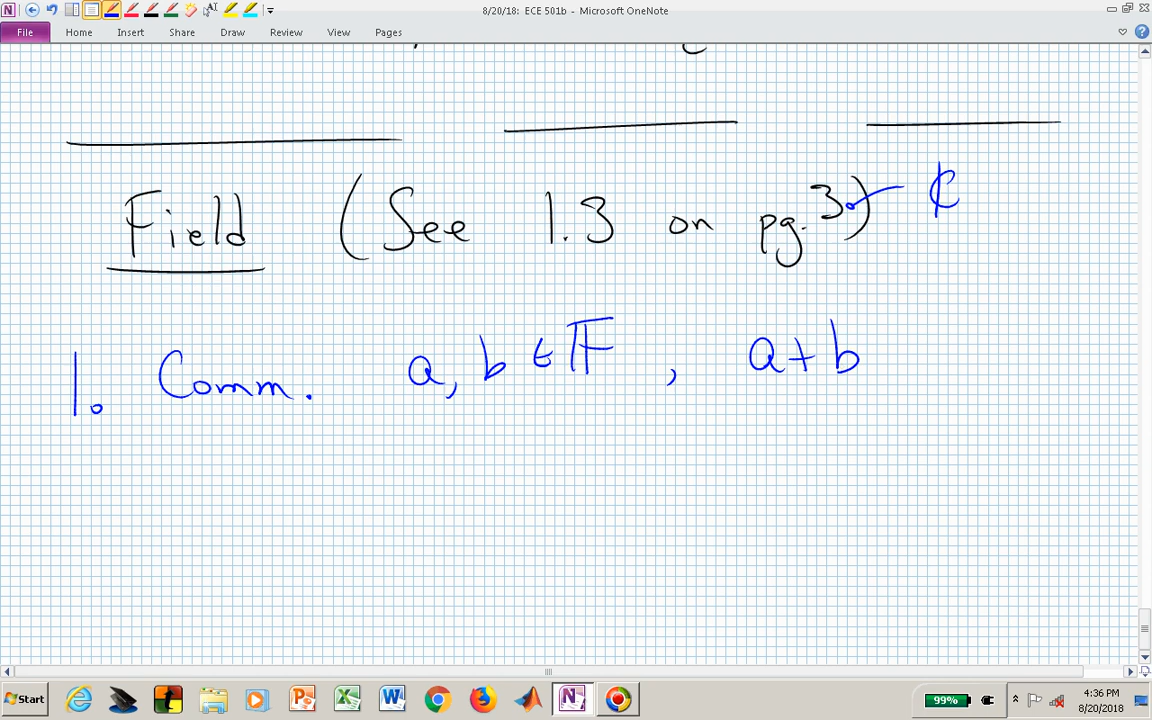 8/20/18: ECE 501b - Microsoft OneNote
File Home Insert Share Draw Review View Pages
Field (See 1.3 on pg. 3) ℂ
1. Comm. a, b ∈ 𝔽 , a + b
Start 99% 4:36 PM
8/20/2018